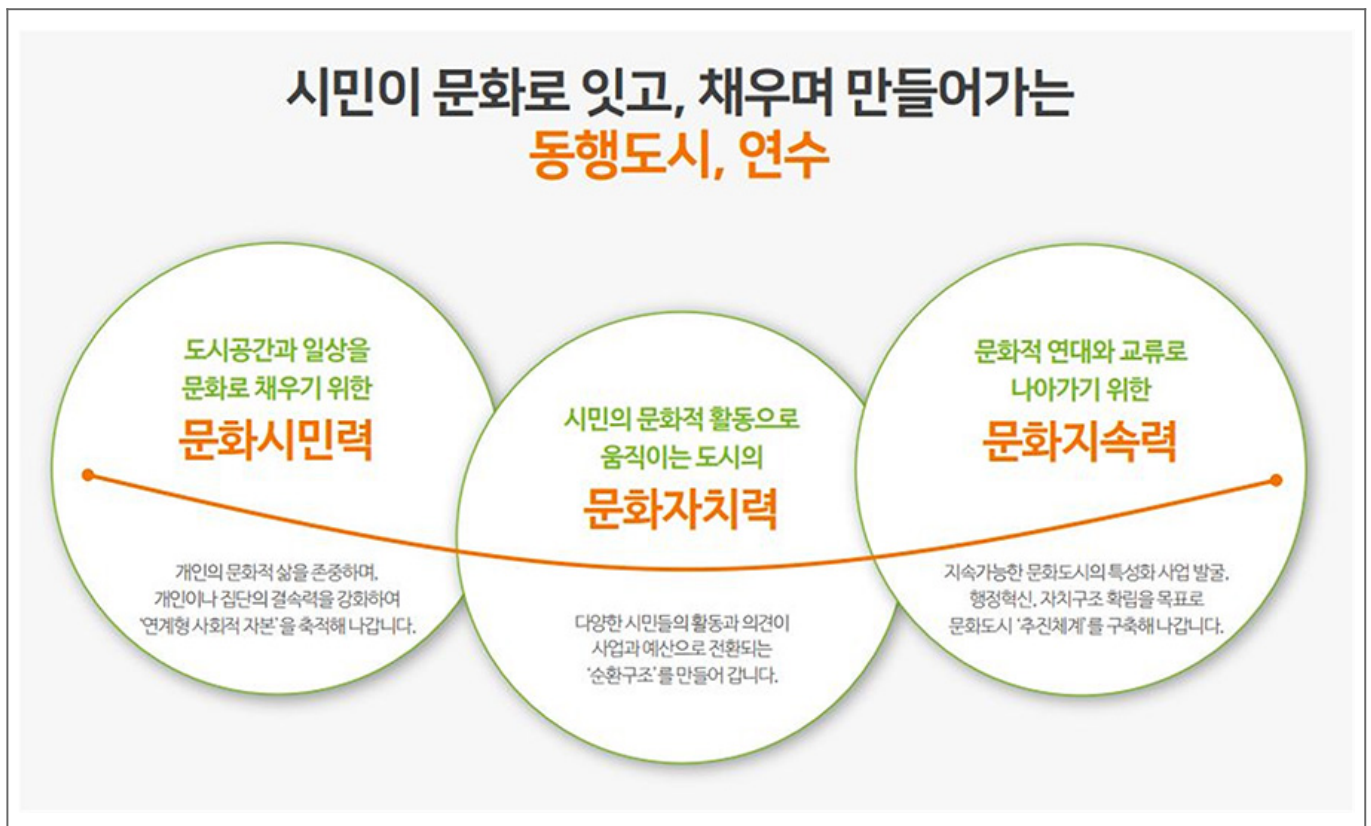 시민이 문화로 잇고, 채우며 만들어가는
동행도시, 연수
도시공간과 일상을
문화로 채우기 위한
문화시민력
개인의 문화적 삶을 존중하며,
개인이나 집단의 결속력을 강화하여
'연계형 사회적 자본'을 축적해 나갑니다.
시민의 문화적 활동으로
움직이는 도시의
문화자치력
다양한 시민들의 활동과 의견이
사업과 예산으로 전환되는
'순환구조'를 만들어 갑니다.
문화적 연대와 교류로
나아가기 위한
문화지속력
지속가능한 문화도시의 특성화 사업 발굴,
행정혁신, 자치구조 확립을 목표로
문화도시 '추진체계'를 구축해 나갑니다.